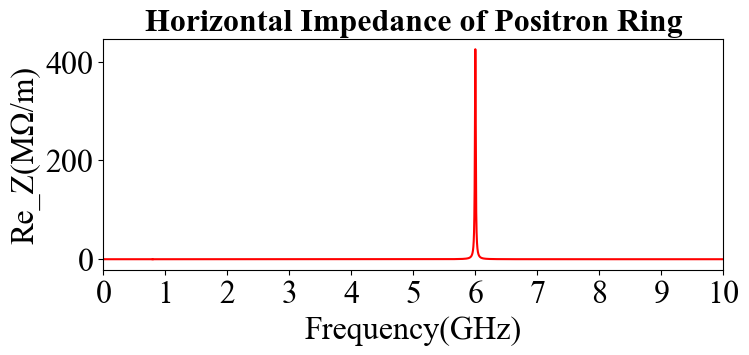 Horizontal Impedance of Positron Ring
Re_Z(MΩ/m)
400
200
0
0 1 2 3 4 5 6 7 8 9 10
Frequency(GHz)